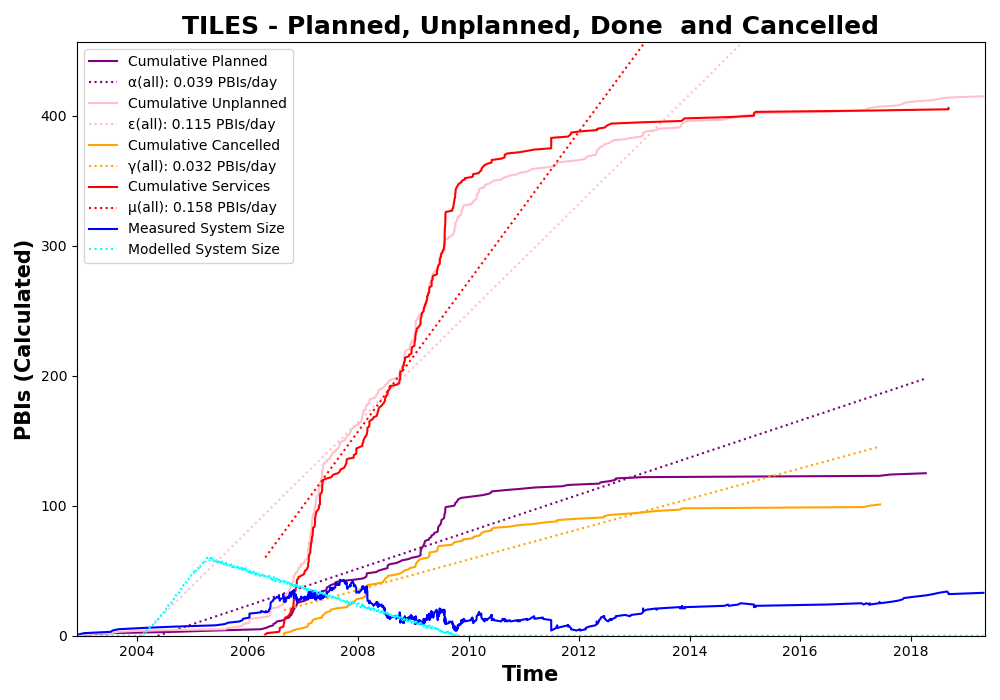 TILES - Planned, Unplanned, Done  and Cancelled
Cumulative Planned
α(all): 0.039 PBIs/day
Cumulative Unplanned
ε(all): 0.115 PBIs/day
Cumulative Cancelled
γ(all): 0.032 PBIs/day
Cumulative Services
μ(all): 0.158 PBIs/day
Measured System Size
Modelled System Size
PBIs (Calculated)
400
300
200
100
0
2004 2006 2008 2010 2012 2014 2016 2018
Time